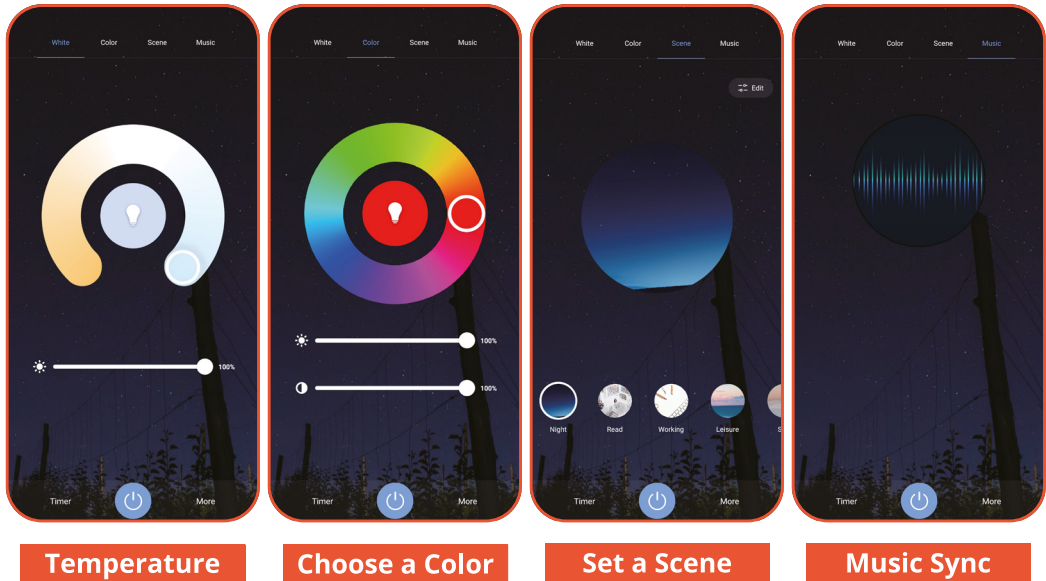 White Color Scene Music
100%
Timer More
Temperature
White Color Scene Music
100%
100%
Timer More
Choose a Color
White Color Scene Music
Edit
Night Read Working Leisure S
Timer More
Set a Scene
White Color Scene Music
Timer More
Music Sync